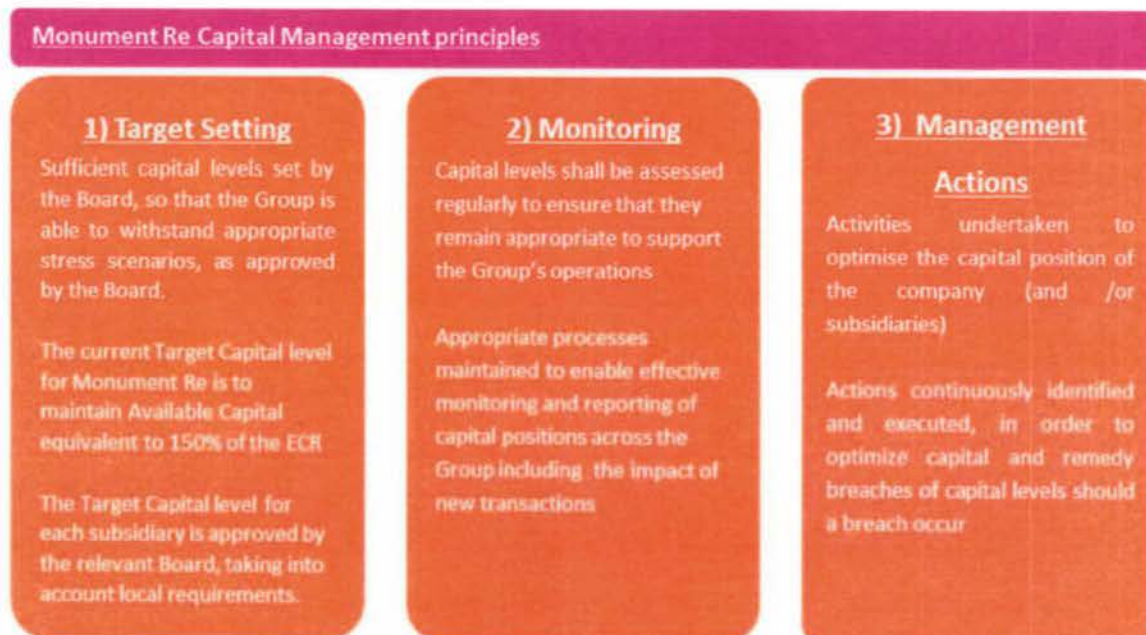 Monument Re Capital Management principles
1) Target Setting
Sufficient capital levels set by
the Board, so that the Group is
able to withstand appropriate
stress scenarios, as approved
by the Board.
The current Target Capital level
for Monument Re is to
maintain Available Capital
equivalent to 150% of the ECR
The Target Capital level for
each subsidiary is approved by
the relevant Board, taking into
account local requirements.
2) Monitoring
Capital levels shall be assessed
regularly to ensure that they
remain appropriate to support
the Group's operations
Appropriate processes
maintained to enable effective
monitoring and reporting of
capital positions across the
Group including the impact of
new transactions
3) Management
Actions
Activities undertaken to
optimise the capital position of
the company (and /or
subsidiaries)
Actions continuously identified
and executed, in order to
optimize capital and remedy
breaches of capital levels should
a breach occur